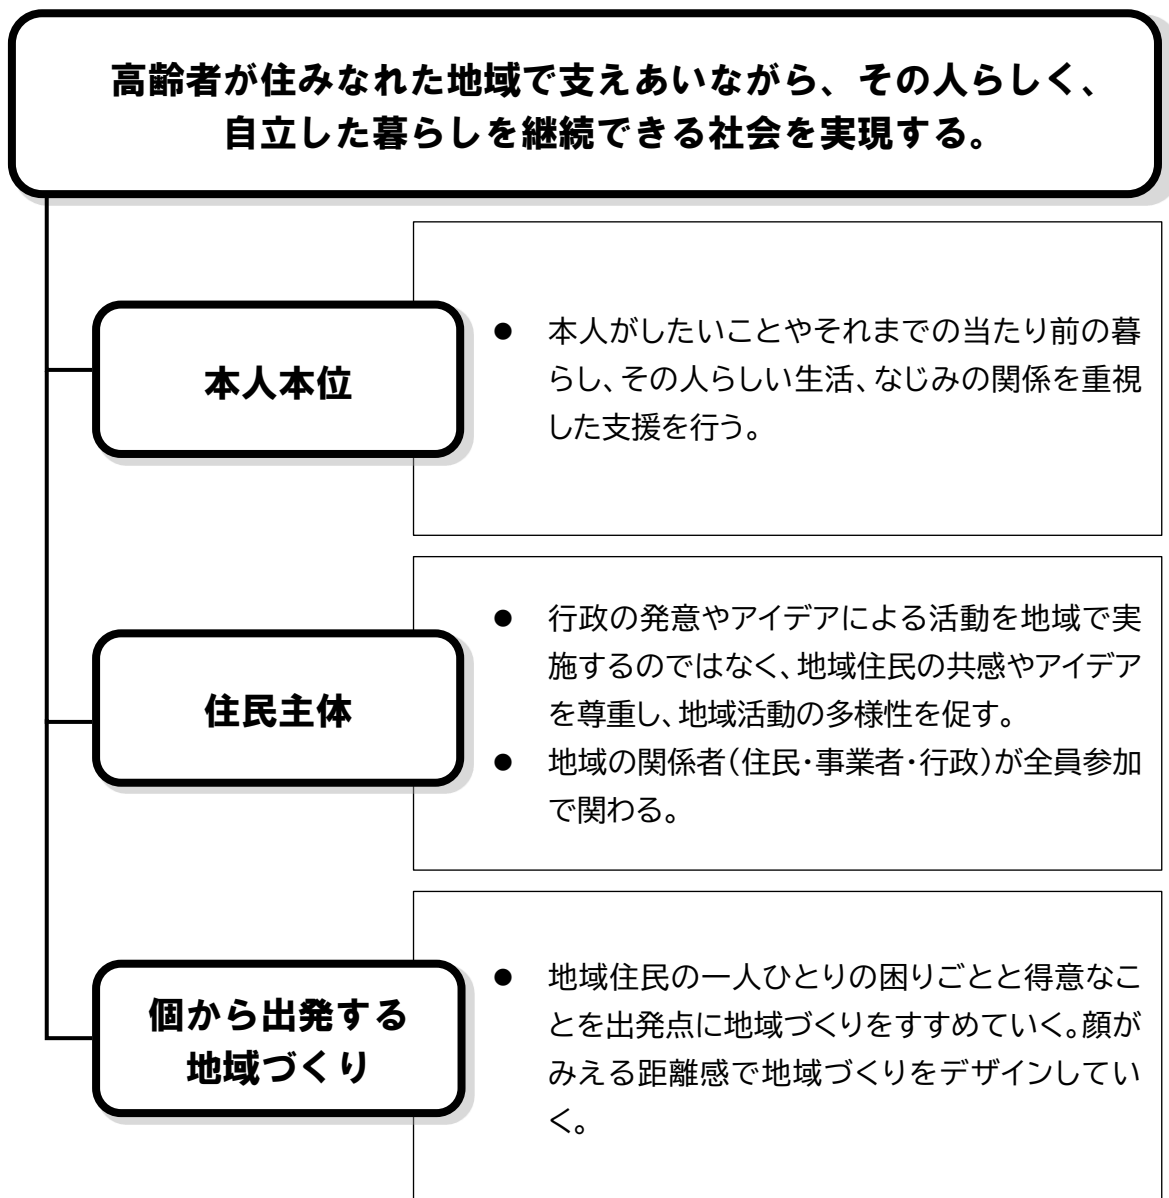 高齢者が住みなれた地域で支えあいながら、その人らしく、
自立した暮らしを継続できる社会を実現する。
本人本位
● 本人がしたいことやそれまでの当たり前の暮
らし、その人らしい生活、なじみの関係を重視
した支援を行う。
住民主体
● 行政の発意やアイデアによる活動を地域で実
施するのではなく、地域住民の共感やアイデア
を尊重し、地域活動の多様性を促す。
● 地域の関係者(住民・事業者・行政)が全員参加
で関わる。
個から出発する
地域づくり
● 地域住民の一人ひとりの困りごとと得意なこ
とを出発点に地域づくりをすすめていく。顔が
みえる距離感で地域づくりをデザインしてい
く。